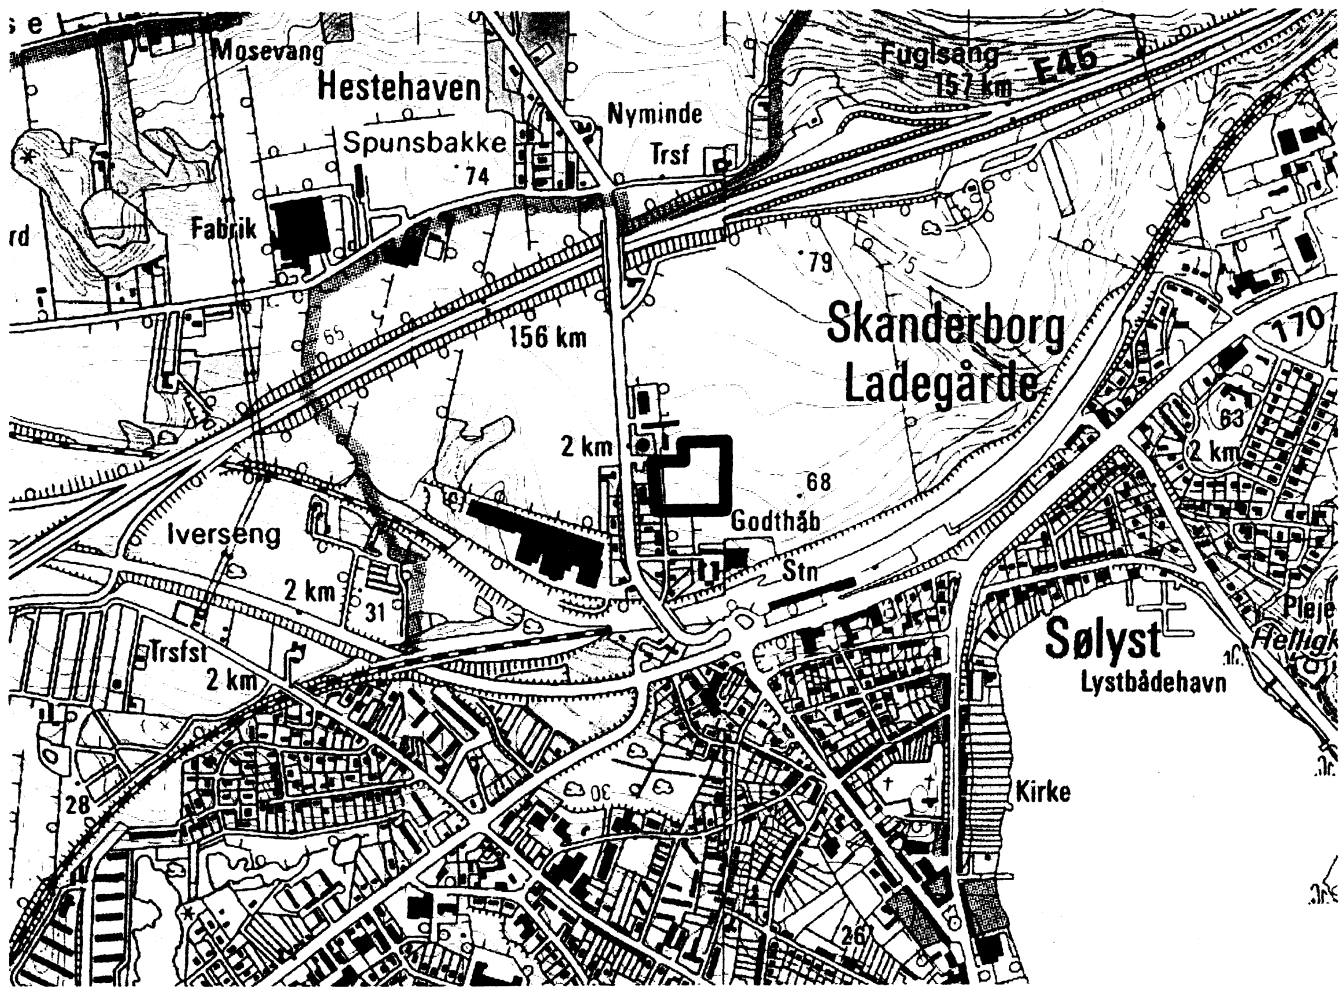 se
Mosevang
Fuglsang
157 km
E45
Hestehaven
Nyminde
Spunsbakke
Trsf
74
Fabrik
rd
79
75
65
156 km
Skanderborg
Ladegårde
170
63
2 km
2 km
68
Godthåb
Iverseng
2 km
31
Stn
Pleje
Sølyst
Lystbådehavn
Trsfst
2 km
28
30
Kirke
26